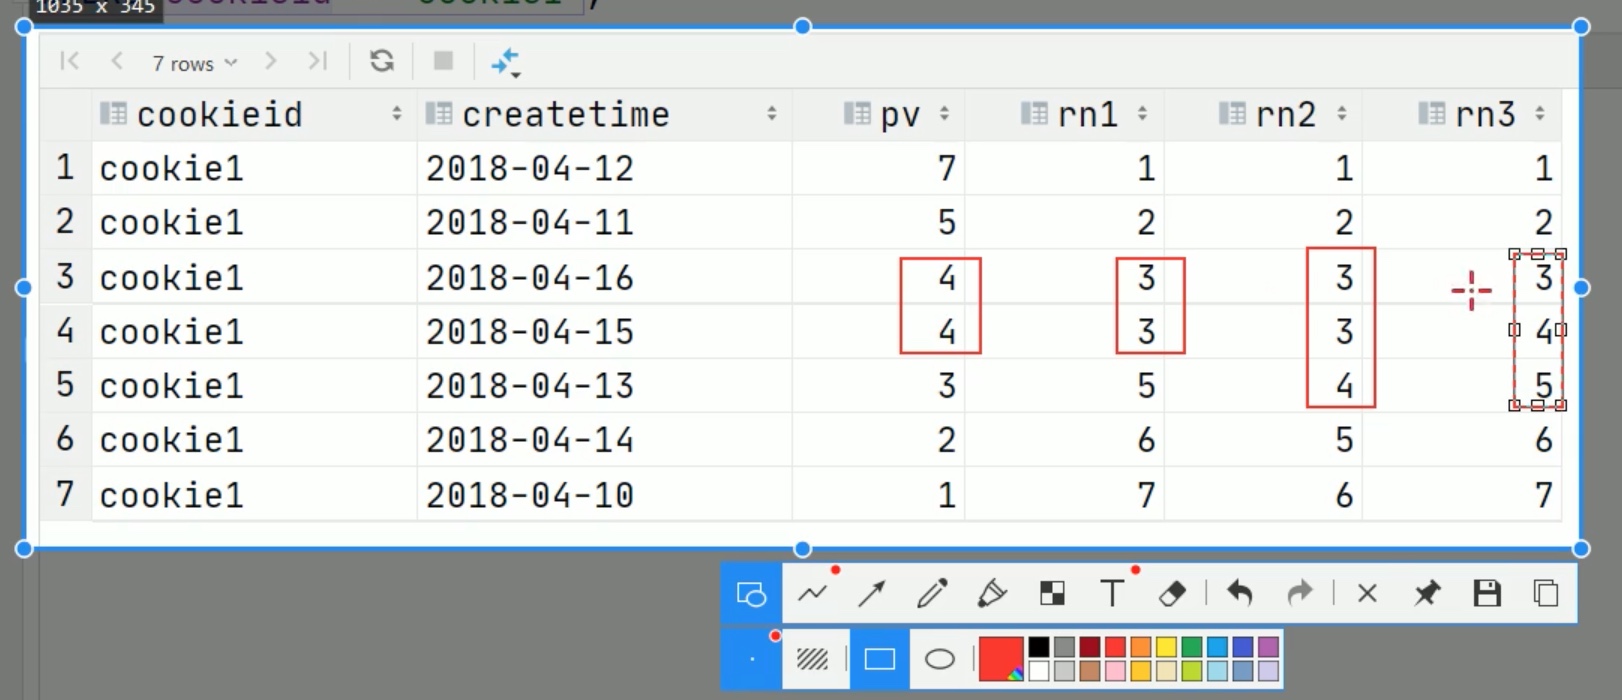 1035 x 345
7 rows
cookieid createtime pv rn1 rn2 rn3
1 cookie1 2018-04-12 7 1 1 1
2 cookie1 2018-04-11 5 2 2 2
3 cookie1 2018-04-16 4 3 3 3
4 cookie1 2018-04-15 4 3 3 4
5 cookie1 2018-04-13 3 5 4 5
6 cookie1 2018-04-14 2 6 5 6
7 cookie1 2018-04-10 1 7 6 7
T